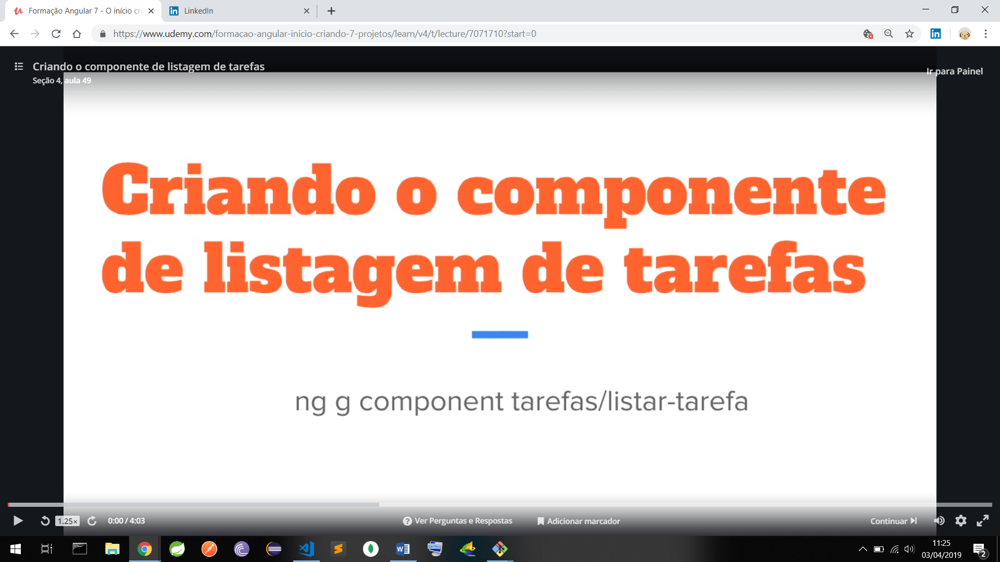 Formação Angular 7 - O início cri
LinkedIn
https://www.udemy.com/formacao-angular-inicio-criando-7-projetos/learn/v4/t/lecture/7071710?start=0
Criando o componente de listagem de tarefas
Seção 4, aula 49
Ir para Painel
Criando o componente
de listagem de tarefas
ng g component tarefas/listar-tarefa
1.25×
0:00 / 4:03
Ver Perguntas e Respostas
Adicionar marcador
Continuar
11:25
03/04/2019
2